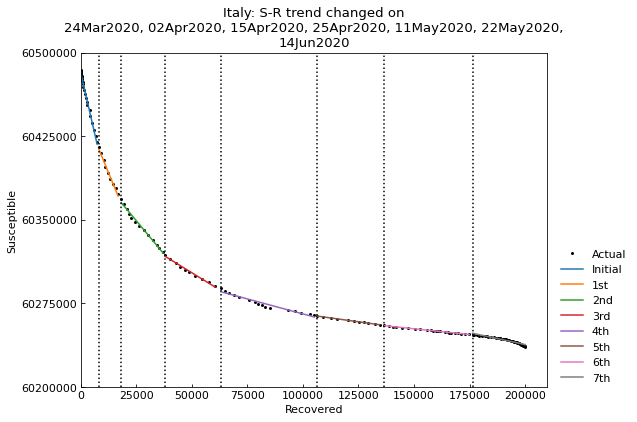 Italy: S-R trend changed on
24Mar2020, 02Apr2020, 15Apr2020, 25Apr2020, 11May2020, 22May2020,
14Jun2020
60500000
60425000
60350000
60275000
60200000
Susceptible
0
25000
50000
75000
100000
125000
150000
175000
200000
Recovered
Actual
Initial
1st
2nd
3rd
4th
5th
6th
7th